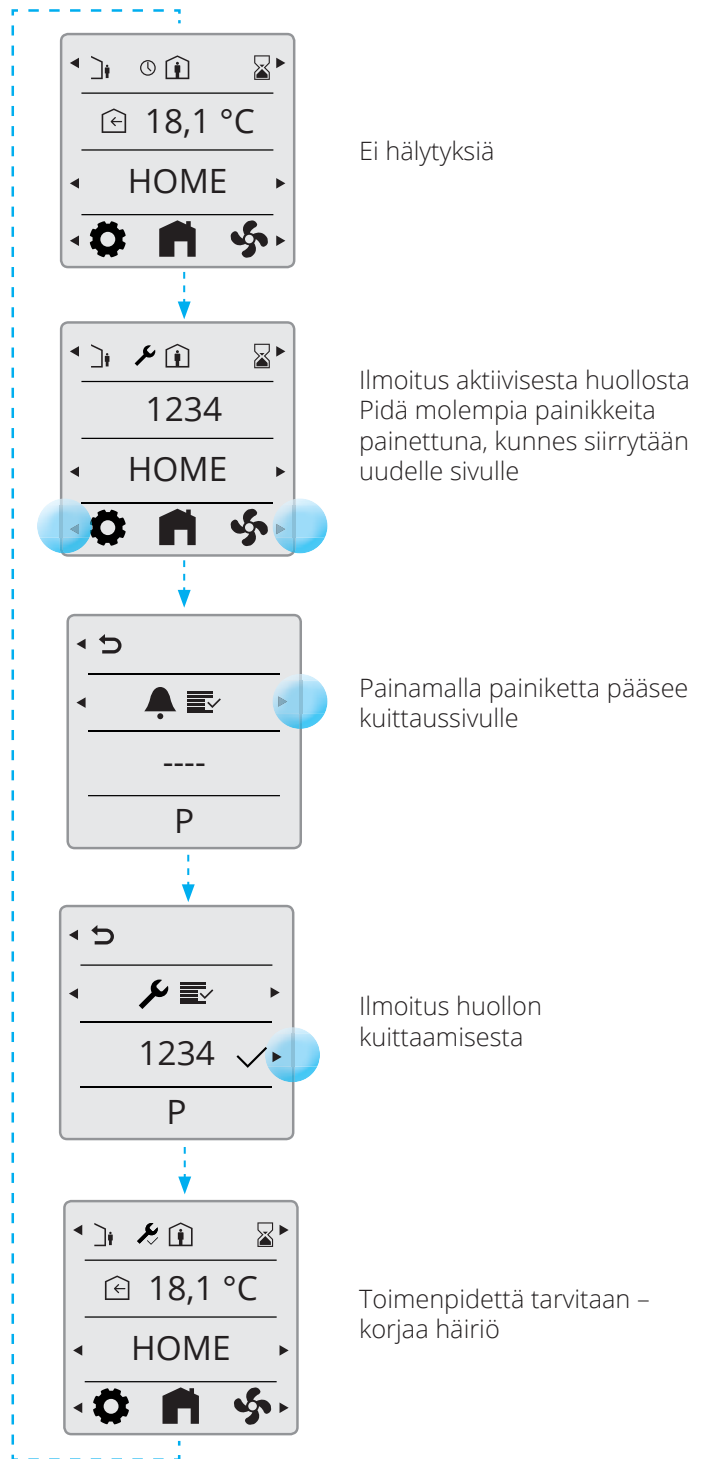 18,1 °C
HOME
Ei hälytyksiä
1234
HOME
Ilmoitus aktiivisesta huollosta
Pidä molempia painikkeita
painettuna, kunnes siirrytään
uudelle sivulle
----
P
Painamalla painiketta pääsee
kuittaussivulle
1234
P
Ilmoitus huollon
kuittaamisesta
18,1 °C
HOME
Toimenpidettä tarvitaan –
korjaa häiriö